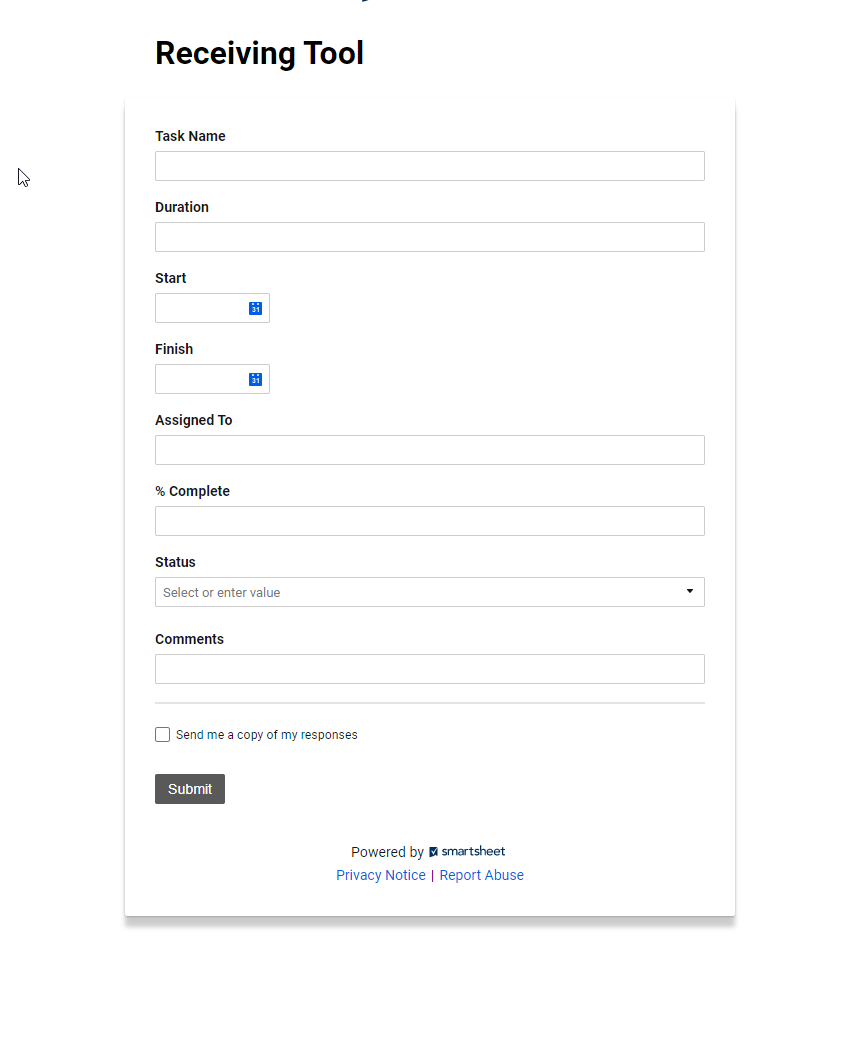 Receiving Tool
Task Name
Duration
Start
31
Finish
31
Assigned To
% Complete
Status
Select or enter value
Comments
Send me a copy of my responses
Submit
Powered by smartsheet
Privacy Notice | Report Abuse